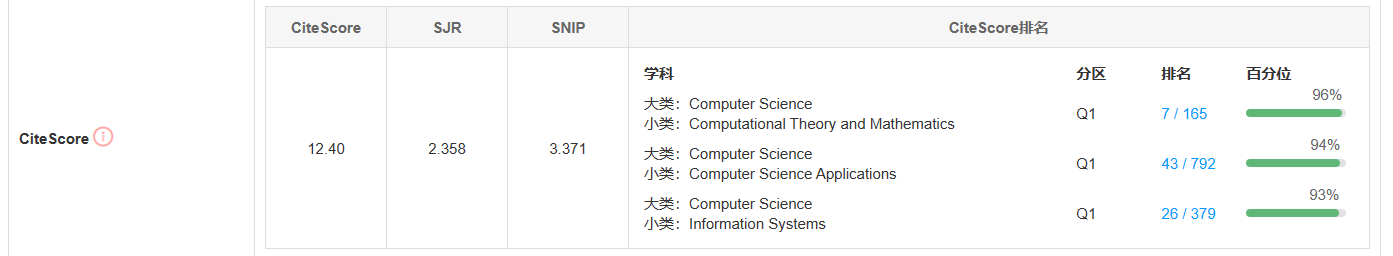 CiteScore SJR SNIP CiteScore排名
学科 分区 排名 百分位
96%
大类：Computer Science
Q1 7 / 165
小类：Computational Theory and Mathematics
94%
CiteScore 12.40 2.358 3.371
大类：Computer Science
Q1 43 / 792
小类：Computer Science Applications
93%
大类：Computer Science
Q1 26 / 379
小类：Information Systems